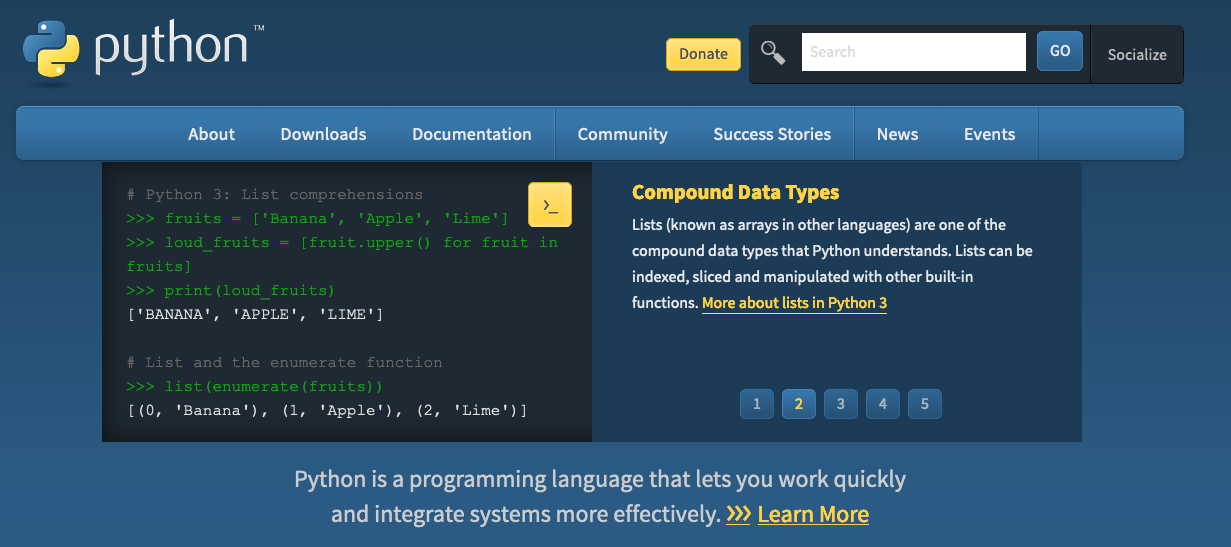 python™
Donate
Search
GO
Socialize
About Downloads Documentation Community Success Stories News Events
# Python 3: List comprehensions
>>> fruits = ['Banana', 'Apple', 'Lime']
>>> loud_fruits = [fruit.upper() for fruit in
fruits]
>>> print(loud_fruits)
['BANANA', 'APPLE', 'LIME']
# List and the enumerate function
>>> list(enumerate(fruits))
[(0, 'Banana'), (1, 'Apple'), (2, 'Lime')]
>_
Compound Data Types
Lists (known as arrays in other languages) are one of the
compound data types that Python understands. Lists can be
indexed, sliced and manipulated with other built-in
functions. More about lists in Python 3
1 2 3 4 5
Python is a programming language that lets you work quickly
and integrate systems more effectively. >>> Learn More